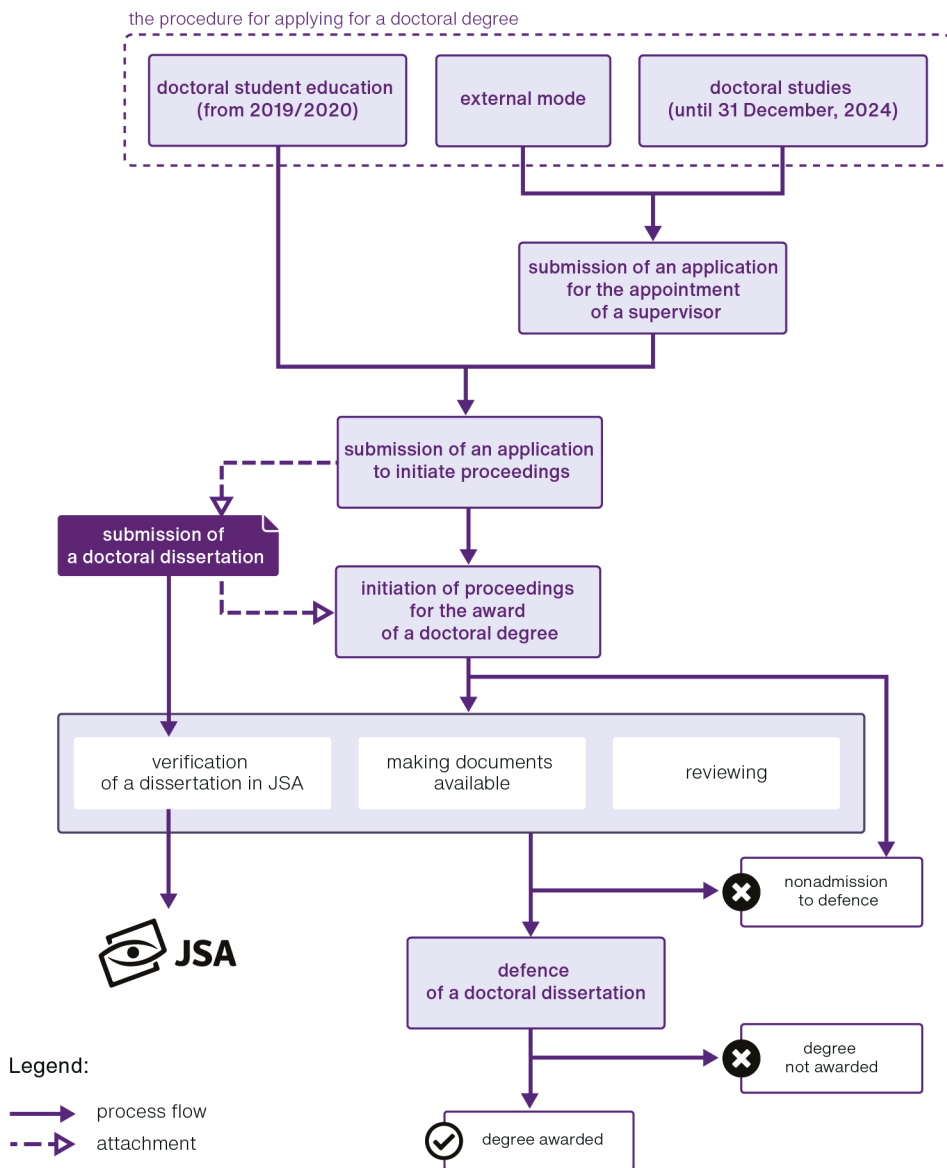 the procedure for applying for a doctoral degree
doctoral student education
(from 2019/2020)
external mode
doctoral studies
(until 31 December, 2024)
submission of an application
for the appointment
of a supervisor
submission of an application
to initiate proceedings
submission of
a doctoral dissertation
initiation of proceedings
for the award
of a doctoral degree
verification
of a dissertation in JSA
making documents
available
reviewing
nonadmission
to defence
JSA
defence
of a doctoral dissertation
degree
not awarded
degree awarded
Legend:
process flow
attachment